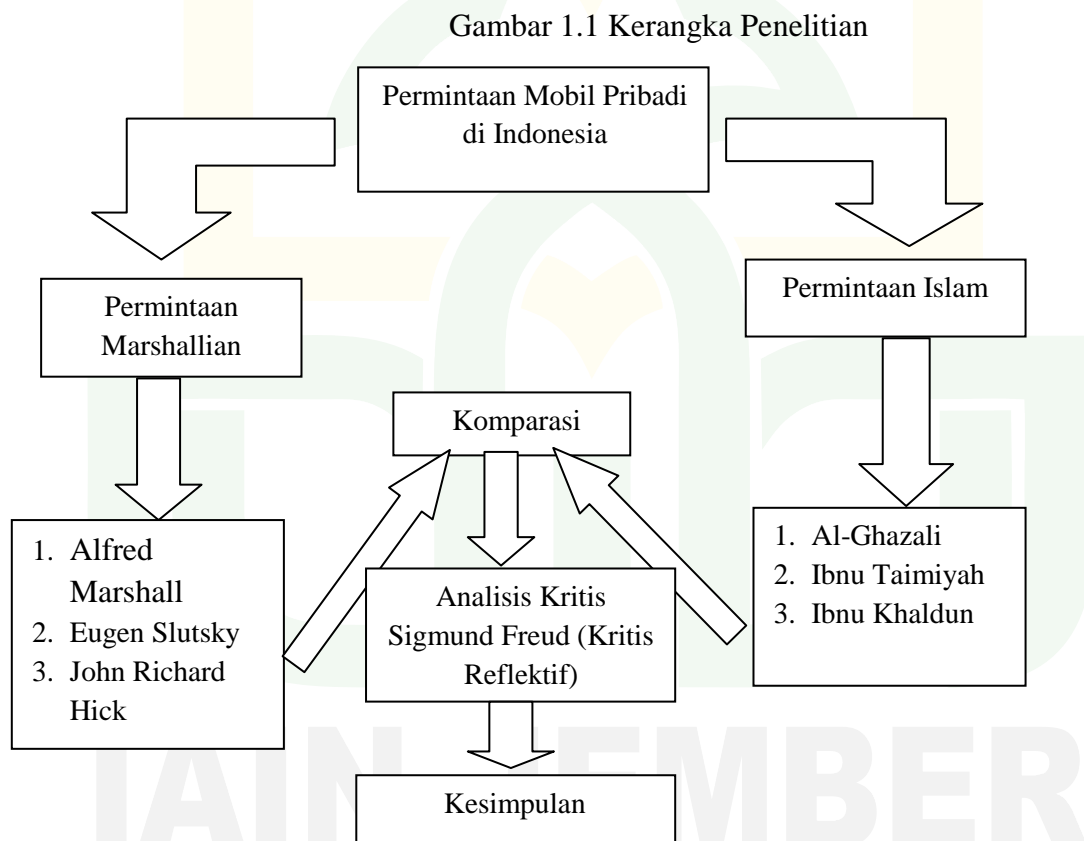 Gambar 1.1 Kerangka Penelitian
Permintaan Mobil Pribadi
di Indonesia
Permintaan
Marshallian
Permintaan Islam
Komparasi
1. Alfred
Marshall
2. Eugen Slutsky
3. John Richard
Hick
Analisis Kritis
Sigmund Freud (Kritis
Reflektif)
1. Al-Ghazali
2. Ibnu Taimiyah
3. Ibnu Khaldun
Kesimpulan
IAIN JEMBER